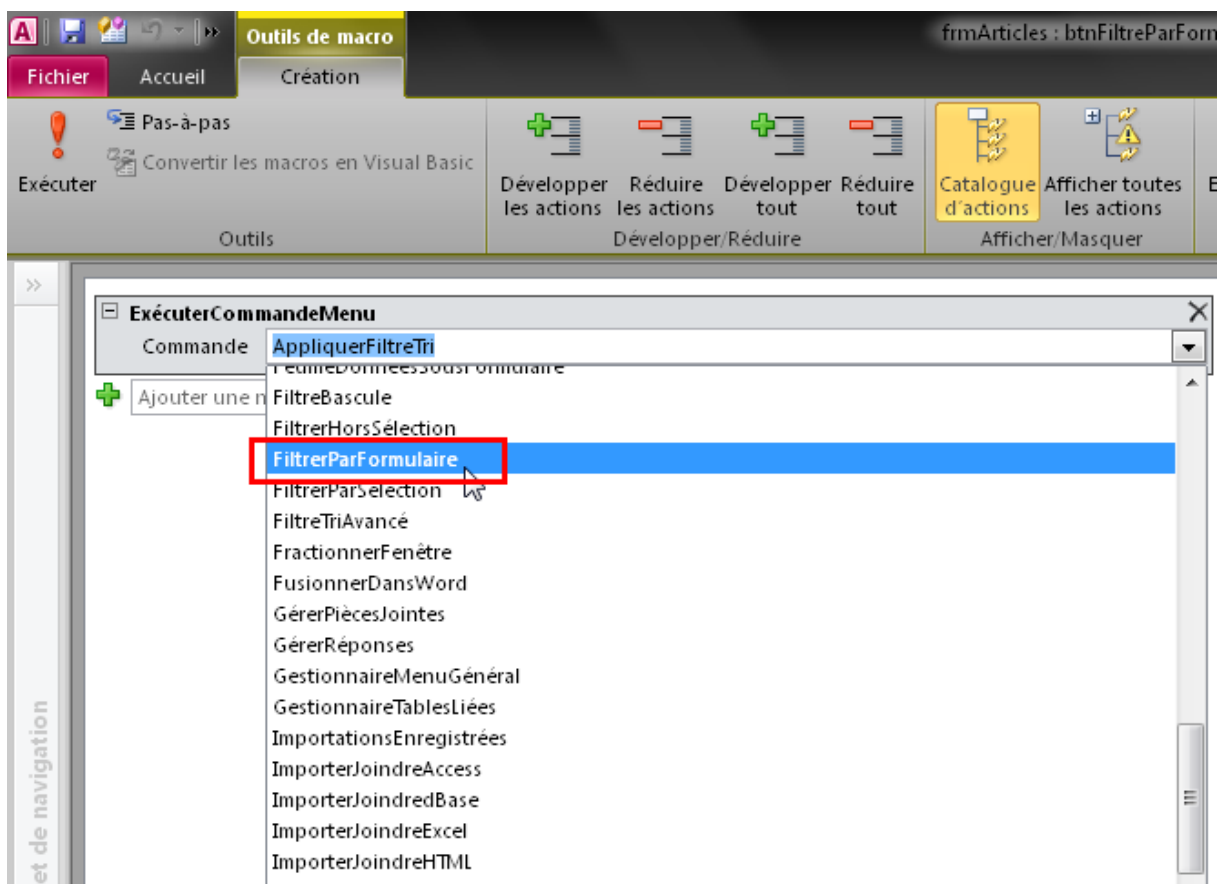 Outils de macro
frmArticles : btnFiltreParForm
Fichier
Accueil
Création
Exécuter
Pas-à-pas
Convertir les macros en Visual Basic
Outils
Développer
les actions
Réduire
les actions
Développer
tout
Réduire
tout
Développer/Réduire
Catalogue
d'actions
Afficher toutes
les actions
Afficher/Masquer
ExécuterCommandeMenu
Commande
AppliquerFiltreTri
FeuilleDonnéesSousFormulaire
Ajouter une n
FiltreBascule
FiltrerHorsSélection
FiltrerParFormulaire
FiltrerParSélection
FiltreTriAvancé
FractionnerFenêtre
FusionnerDansWord
GérerPiècesJointes
GérerRéponses
GestionnaireMenuGénéral
GestionnaireTablesLiées
ImportationsEnregistrées
ImporterJoindreAccess
ImporterJoindredBase
ImporterJoindreExcel
ImporterJoindreHTML
et de navigation